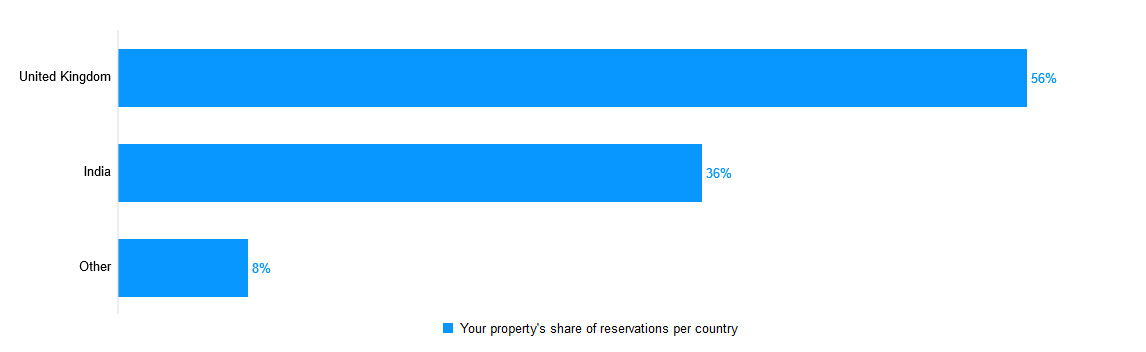 United Kingdom
56%
India
36%
Other
8%
Your property's share of reservations per country